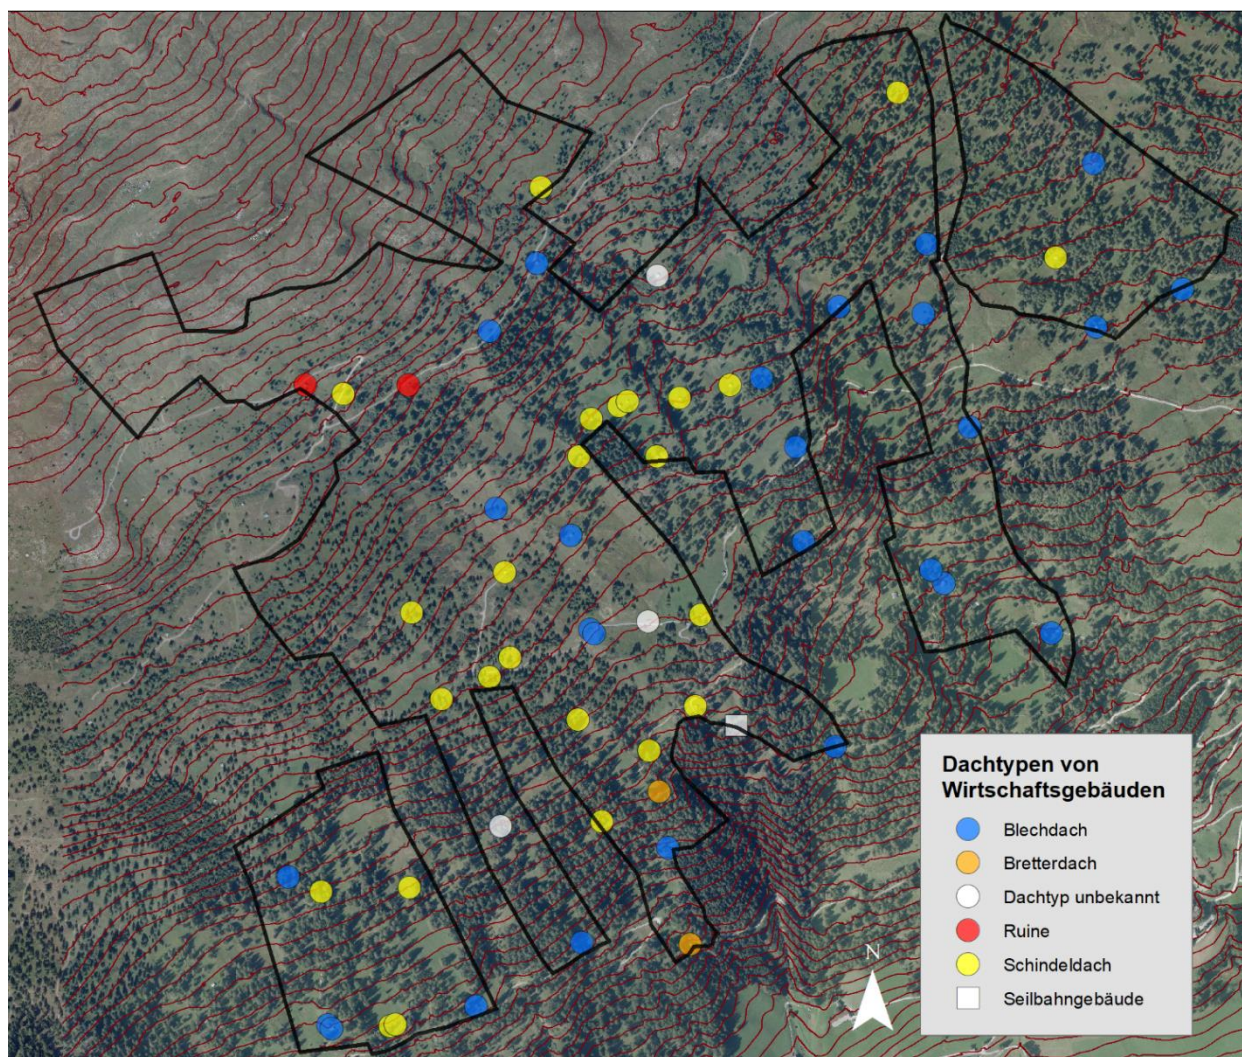 Dachtypen von
Wirtschaftsgebäuden
Blechdach
Bretterdach
Dachtyp unbekannt
Ruine
Schindeldach
Seilbahngebäude
N